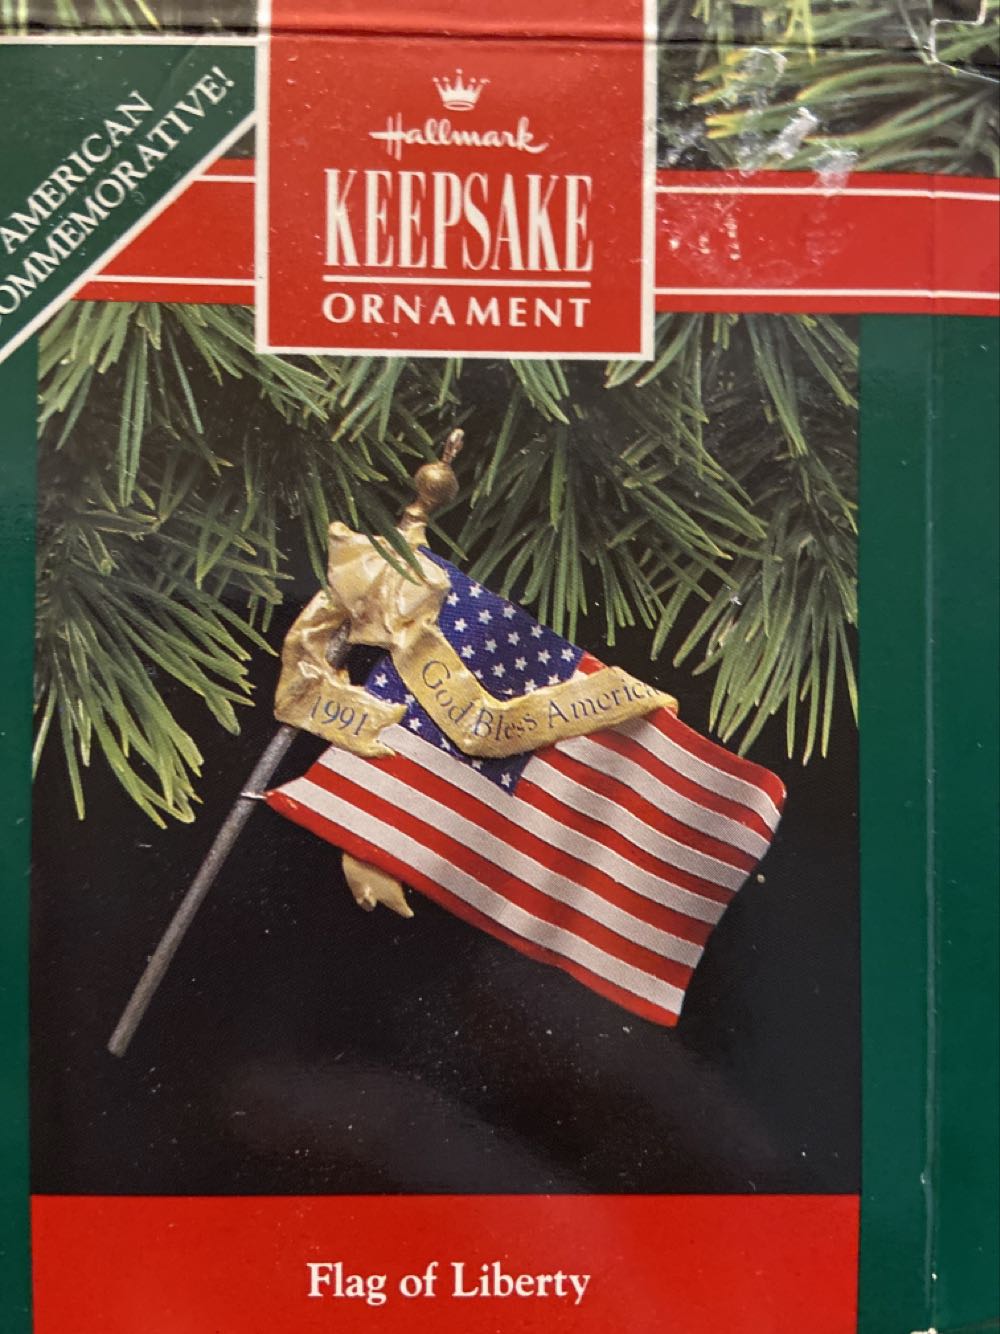 AMERICAN
COMMEMORATIVE!
Hallmark
KEEPSAKE
ORNAMENT
God Bless America
1991
Flag of Liberty